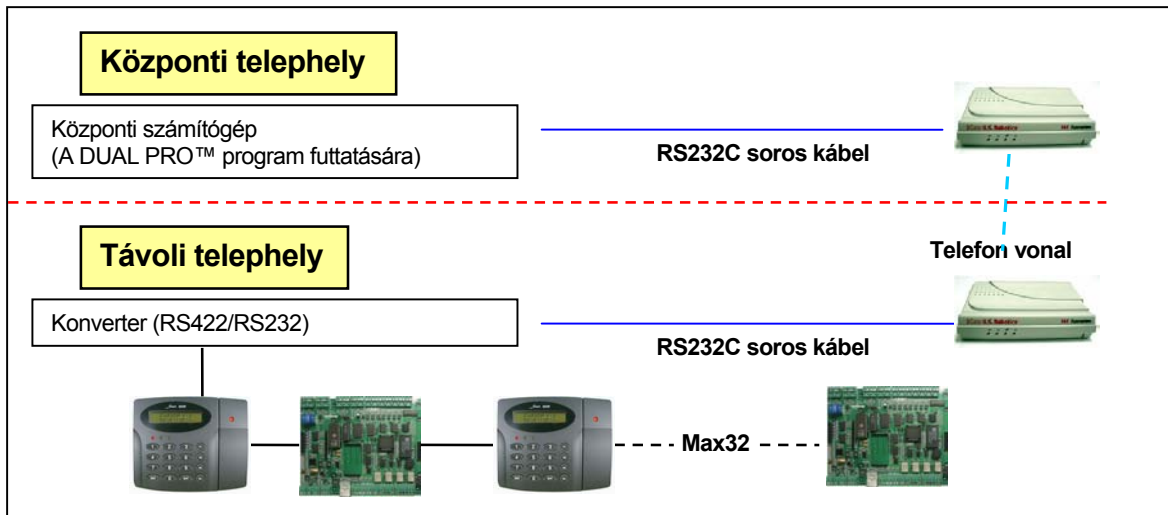 Központi telephely
Központi számítógép
(A DUAL PRO™ program futtatására)
RS232C soros kábel
Távoli telephely
Telefon vonal
Konverter (RS422/RS232)
RS232C soros kábel
Max32